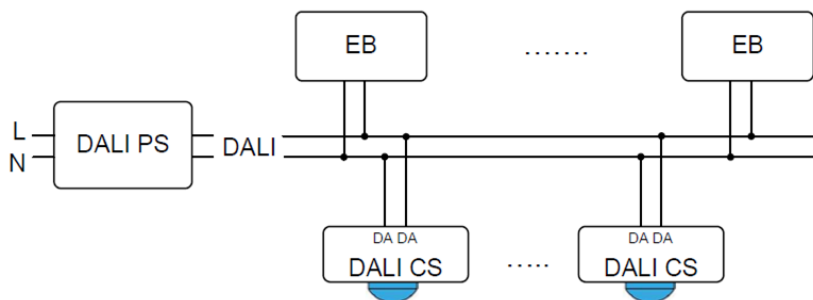 EB
.......
EB
L
N
DALI PS
DALI
DA DA
DALI CS
.....
DA DA
DALI CS